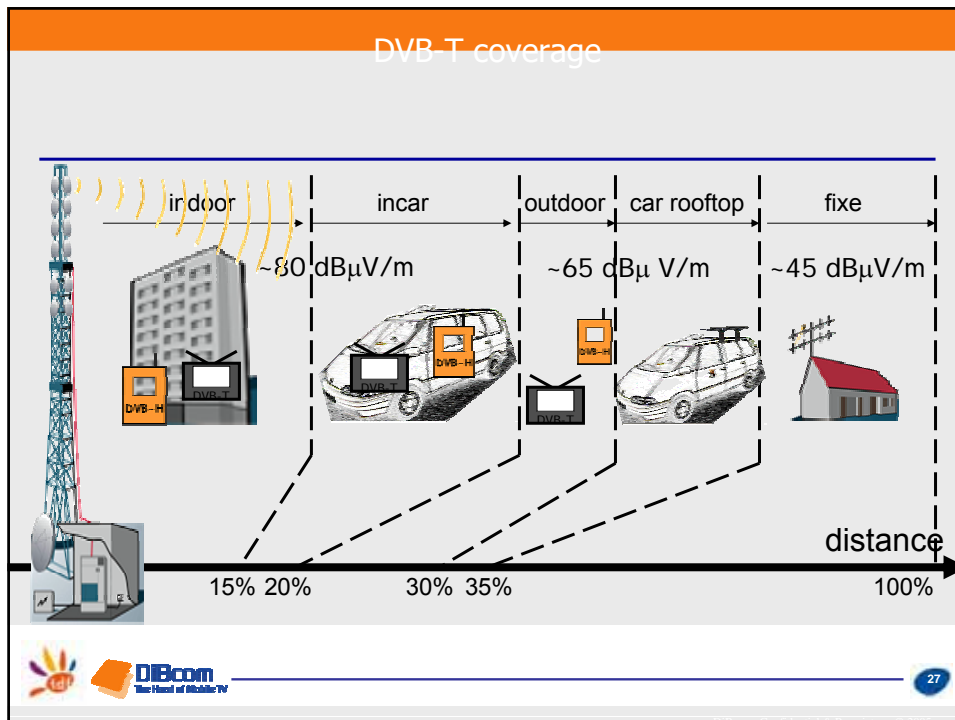 DVB-T coverage
indoor incar outdoor car rooftop fixe
~80 dBμV/m ~65 dBμ V/m ~45 dBμV/m
DVB-H DVB-T DVB-T DVB-H DVB-H DVB-T
distance
15% 20% 30% 35% 100%
DiBcom
The Head of Mobile TV
27